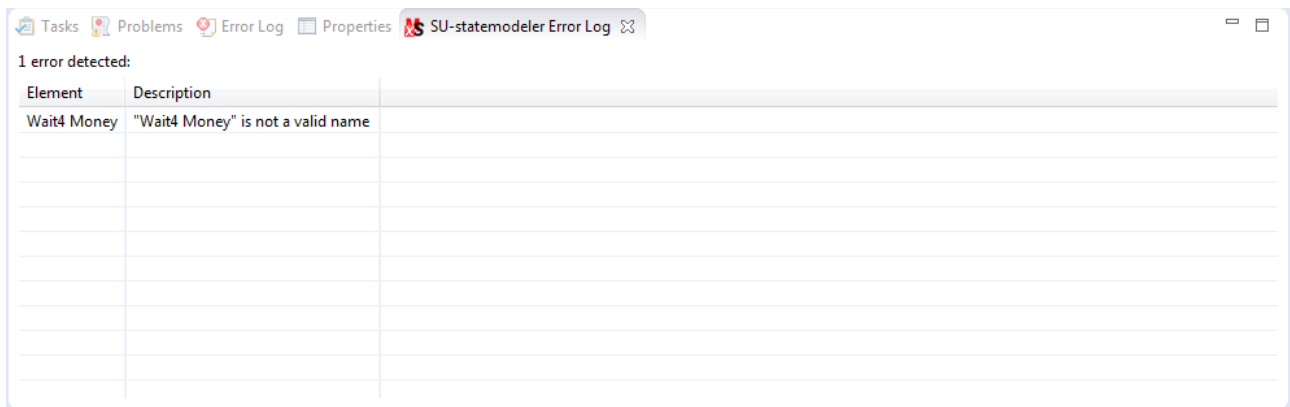 Tasks Problems Error Log Properties SU-statemodeler Error Log
1 error detected:
Element Description
Wait4 Money "Wait4 Money" is not a valid name